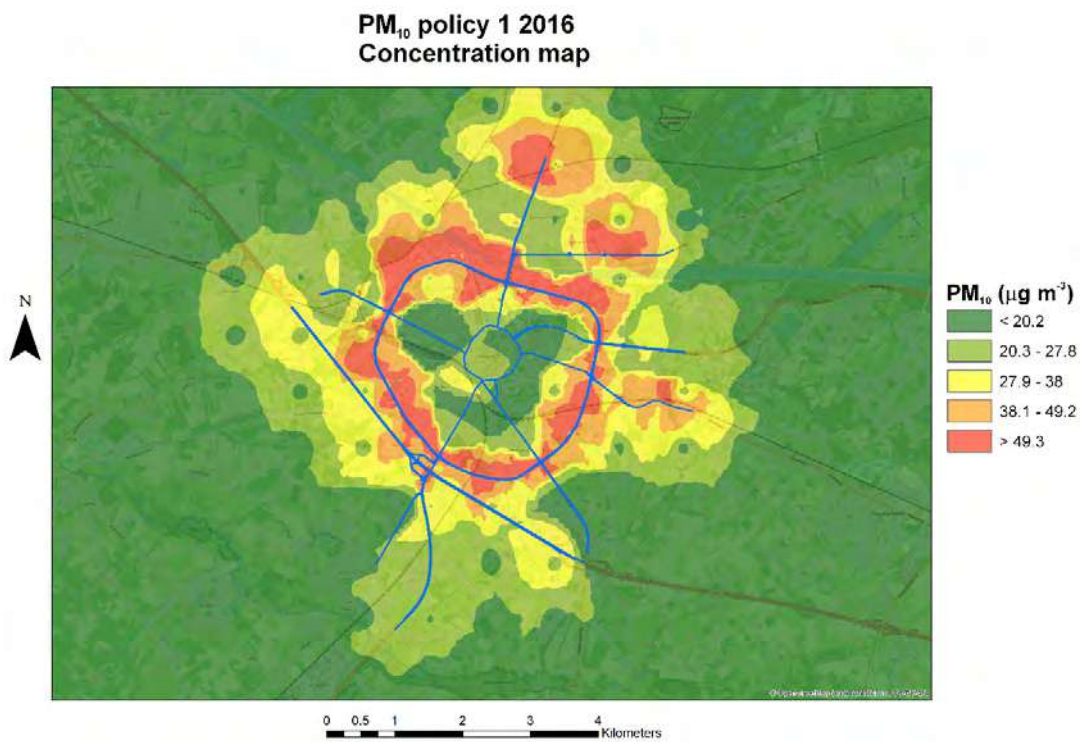 PM₁₀ policy 1 2016
Concentration map
N
PM₁₀ (µg m⁻³)
< 20.2
20.3 - 27.8
27.9 - 38
38.1 - 49.2
> 49.3
0 0.5 1 2 3 4
Kilometers